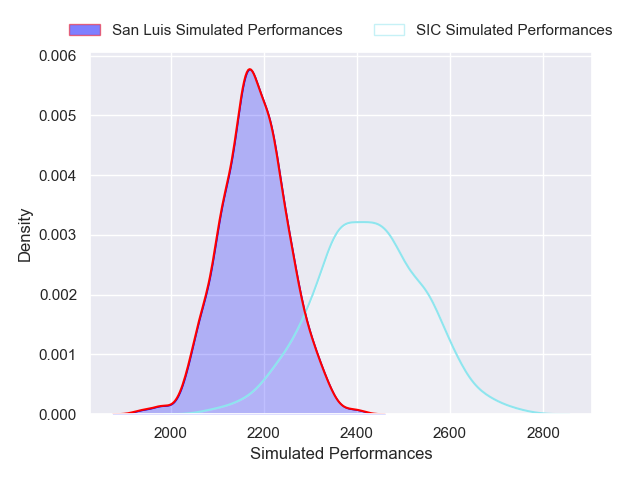 San Luis Simulated Performances SIC Simulated Performances
0.006
0.005
0.004
0.003
0.002
0.001
0.000
Density
2000 2200 2400 2600 2800
Simulated Performances